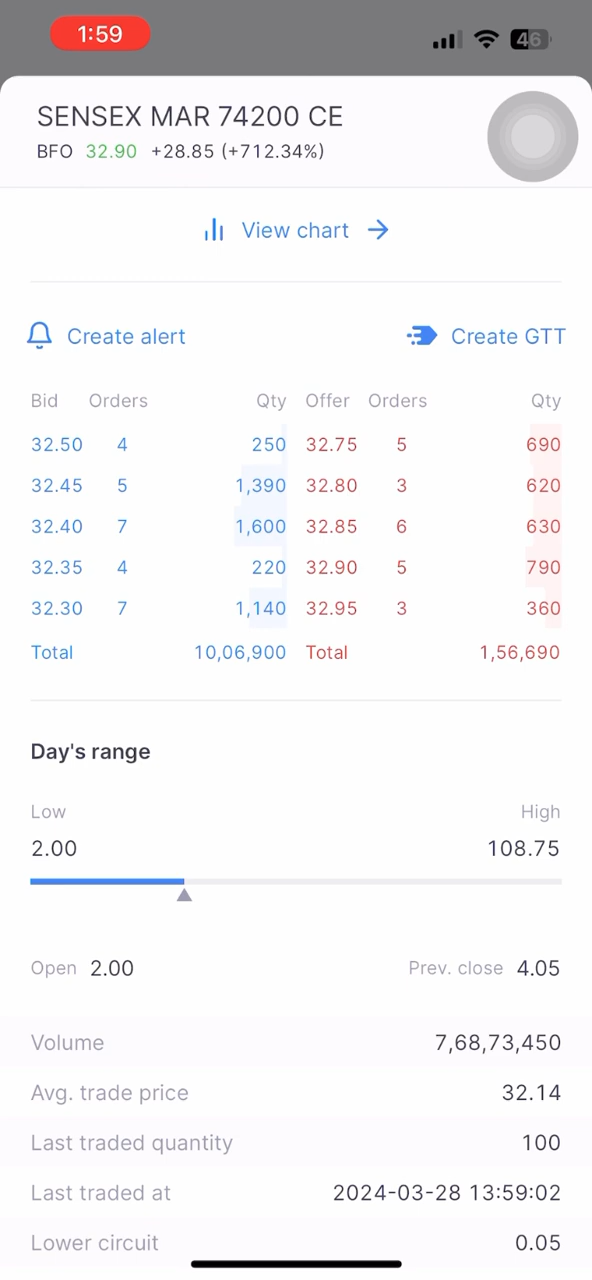 1:59
46
SENSEX MAR 74200 CE
BFO 32.90 +28.85 (+712.34%)
View chart
Create alert Create GTT
Bid Orders Qty Offer Orders Qty
32.50 4 250 32.75 5 690
32.45 5 1,390 32.80 3 620
32.40 7 1,600 32.85 6 630
32.35 4 220 32.90 5 790
32.30 7 1,140 32.95 3 360
Total 10,06,900 Total 1,56,690
Day's range
Low High
2.00 108.75
Open 2.00 Prev. close 4.05
Volume 7,68,73,450
Avg. trade price 32.14
Last traded quantity 100
Last traded at 2024-03-28 13:59:02
Lower circuit 0.05